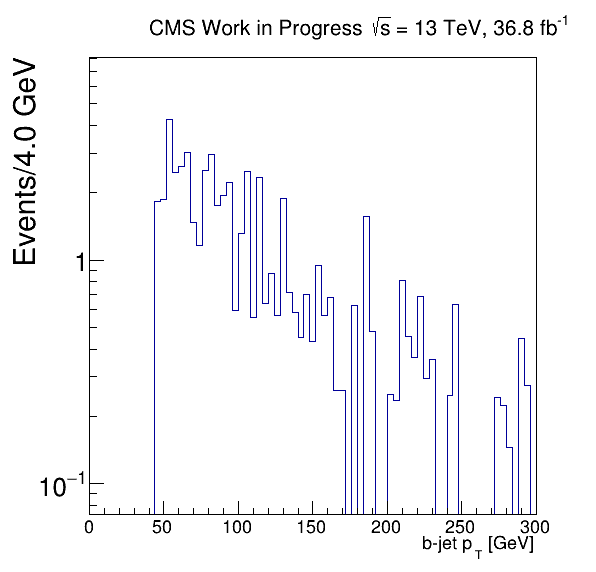 CMS Work in Progress √s = 13 TeV, 36.8 fb⁻¹
Events/4.0 GeV
1
10⁻¹
0 50 100 150 200 250 300
b-jet p_T [GeV]